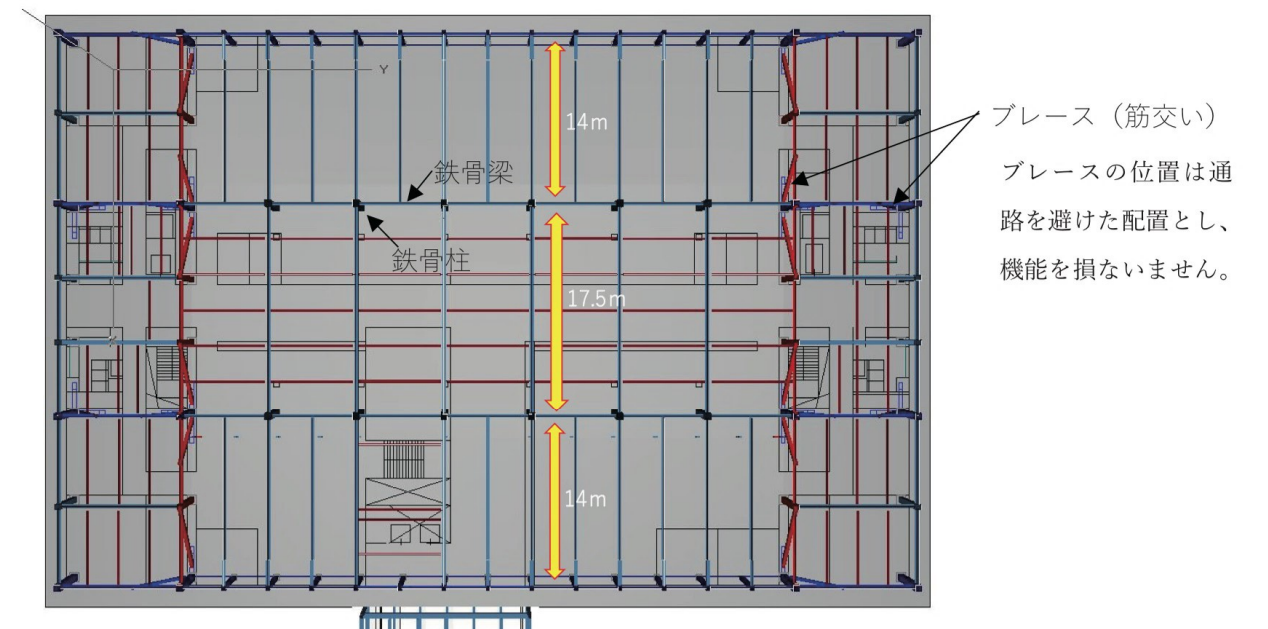 Y
14m
ブレース（筋交い）
鉄骨梁
ブレースの位置は通
路を避けた配置とし、
機能を損ないません。
鉄骨柱
17.5m
14m